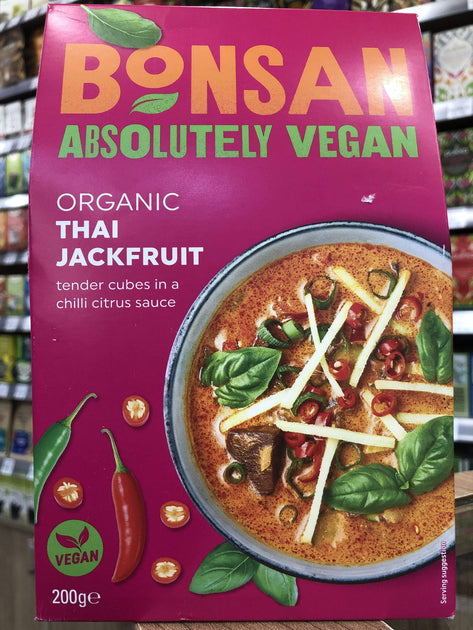 BONSAN
ABSOLUTELY VEGAN
ORGANIC
THAI
JACKFRUIT
tender cubes in a
chilli citrus sauce
VEGAN
200g℮
Serving suggestion